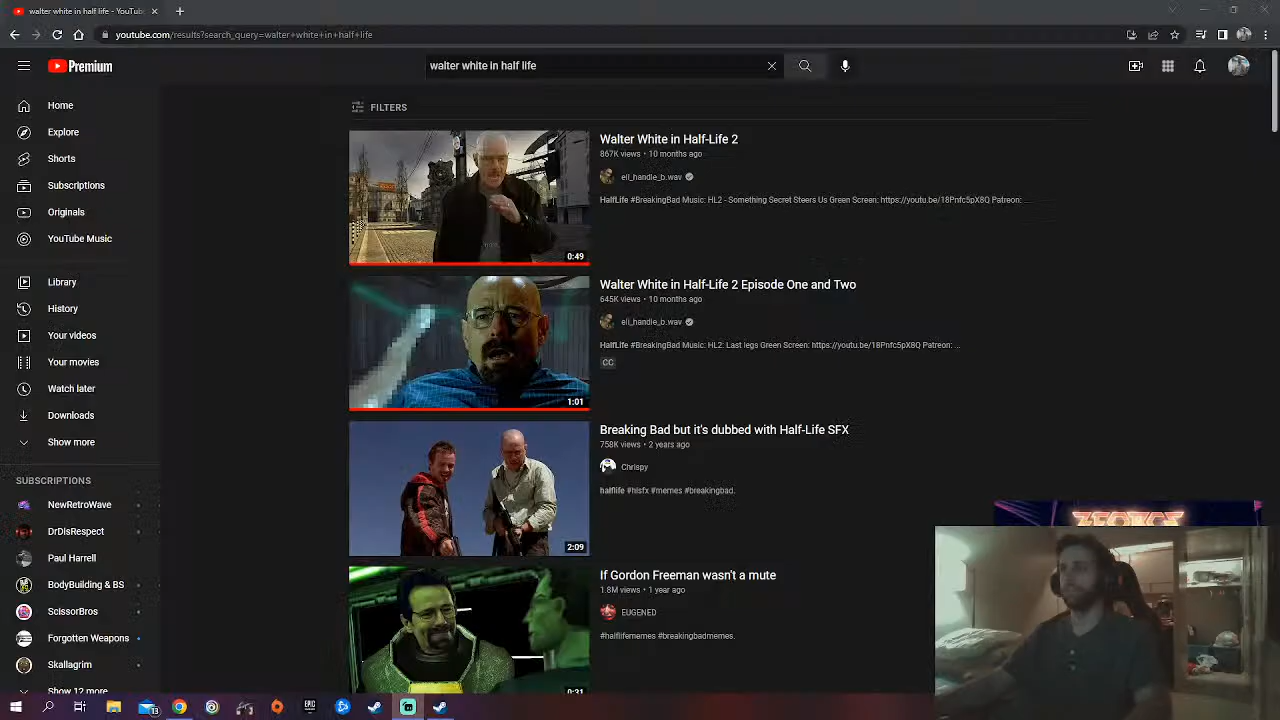 walter white in half life - YouTube
youtube.com/results?search_query=walter+white+in+half+life
Premium
walter white in half life
Home
Explore
Shorts
Subscriptions
Originals
YouTube Music
Library
History
Your videos
Your movies
Watch later
Downloads
Show more
SUBSCRIPTIONS
NewRetroWave
DrDisRespect
Paul Harrell
BodyBuilding & BS
ScissorBros
Forgotten Weapons
Skallagrim
Show 12 more
FILTERS
0:49
Walter White in Half-Life 2
867K views • 10 months ago
eli_handle_b.wav
HalfLife #BreakingBad Music: HL2 - Something Secret Steers Us Green Screen: https://youtu.be/18Pnfc5pX8Q Patreon: ...
1:01
Walter White in Half-Life 2 Episode One and Two
645K views • 10 months ago
eli_handle_b.wav
HalfLife #BreakingBad Music: HL2: Last legs Green Screen: https://youtu.be/18Pnfc5pX8Q Patreon: ...
CC
2:09
Breaking Bad but it's dubbed with Half-Life SFX
758K views • 2 years ago
Chrispy
halflife #hlsfx #memes #breakingbad.
0:31
If Gordon Freeman wasn't a mute
1.8M views • 1 year ago
EUGENED
#halflifememes #breakingbadmemes.
EPIC